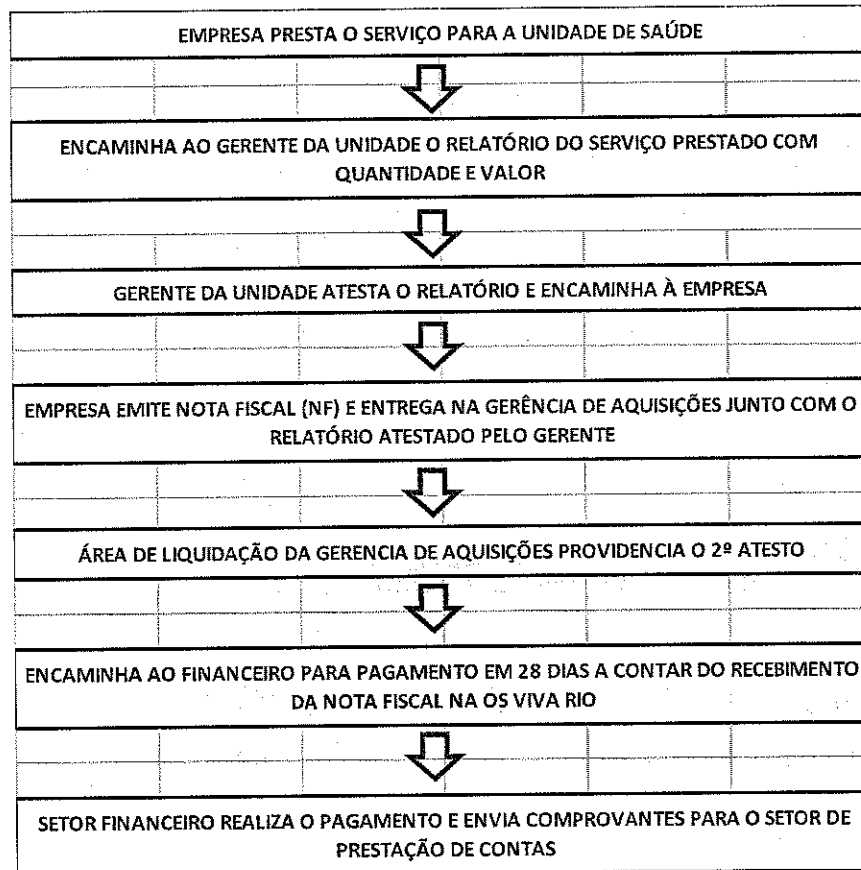 EMPRESA PRESTA O SERVIÇO PARA A UNIDADE DE SAÚDE
ENCAMINHA AO GERENTE DA UNIDADE O RELATÓRIO DO SERVIÇO PRESTADO COM
QUANTIDADE E VALOR
GERENTE DA UNIDADE ATESTA O RELATÓRIO E ENCAMINHA À EMPRESA
EMPRESA EMITE NOTA FISCAL (NF) E ENTREGA NA GERÊNCIA DE AQUISIÇÕES JUNTO COM O
RELATÓRIO ATESTADO PELO GERENTE
ÁREA DE LIQUIDAÇÃO DA GERENCIA DE AQUISIÇÕES PROVIDENCIA O 2º ATESTO
ENCAMINHA AO FINANCEIRO PARA PAGAMENTO EM 28 DIAS A CONTAR DO RECEBIMENTO
DA NOTA FISCAL NA OS VIVA RIO
SETOR FINANCEIRO REALIZA O PAGAMENTO E ENVIA COMPROVANTES PARA O SETOR DE
PRESTAÇÃO DE CONTAS